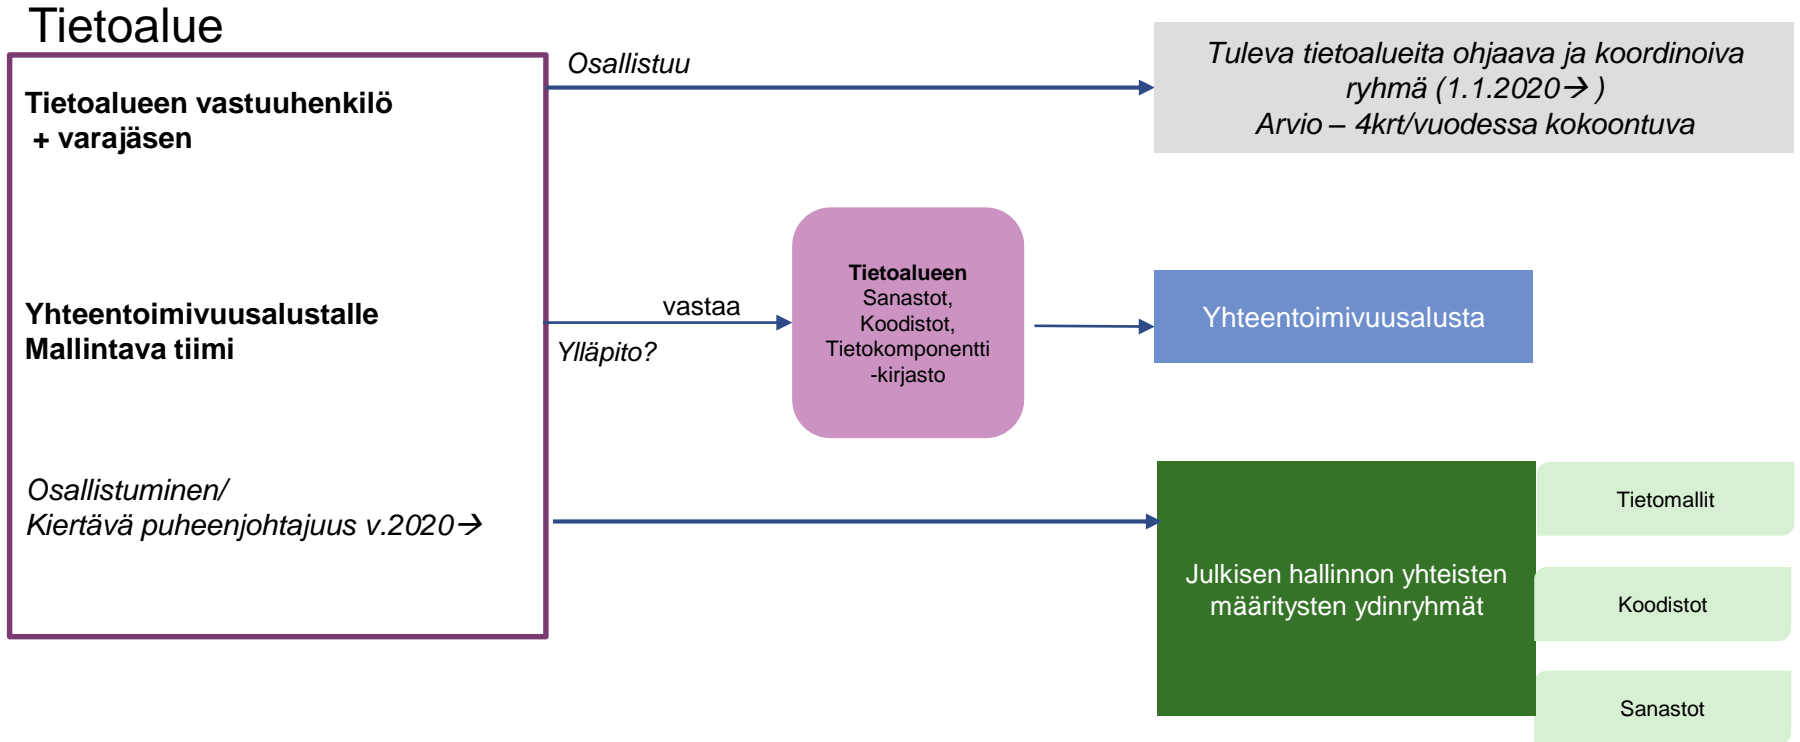 Tietoalue
Tietoalueen vastuuhenkilö
+ varajäsen
Yhteentoimivuusalustalle
Mallintava tiimi
Osallistuminen/
Kiertävä puheenjohtajuus v.2020→
Osallistuu
vastaa
Ylläpito?
Tietoalueen
Sanastot,
Koodistot,
Tietokomponentti
-kirjasto
Tuleva tietoalueita ohjaava ja koordinoiva
ryhmä (1.1.2020→ )
Arvio – 4krt/vuodessa kokoontuva
Yhteentoimivuusalusta
Julkisen hallinnon yhteisten
määritysten ydinryhmät
Tietomallit
Koodistot
Sanastot